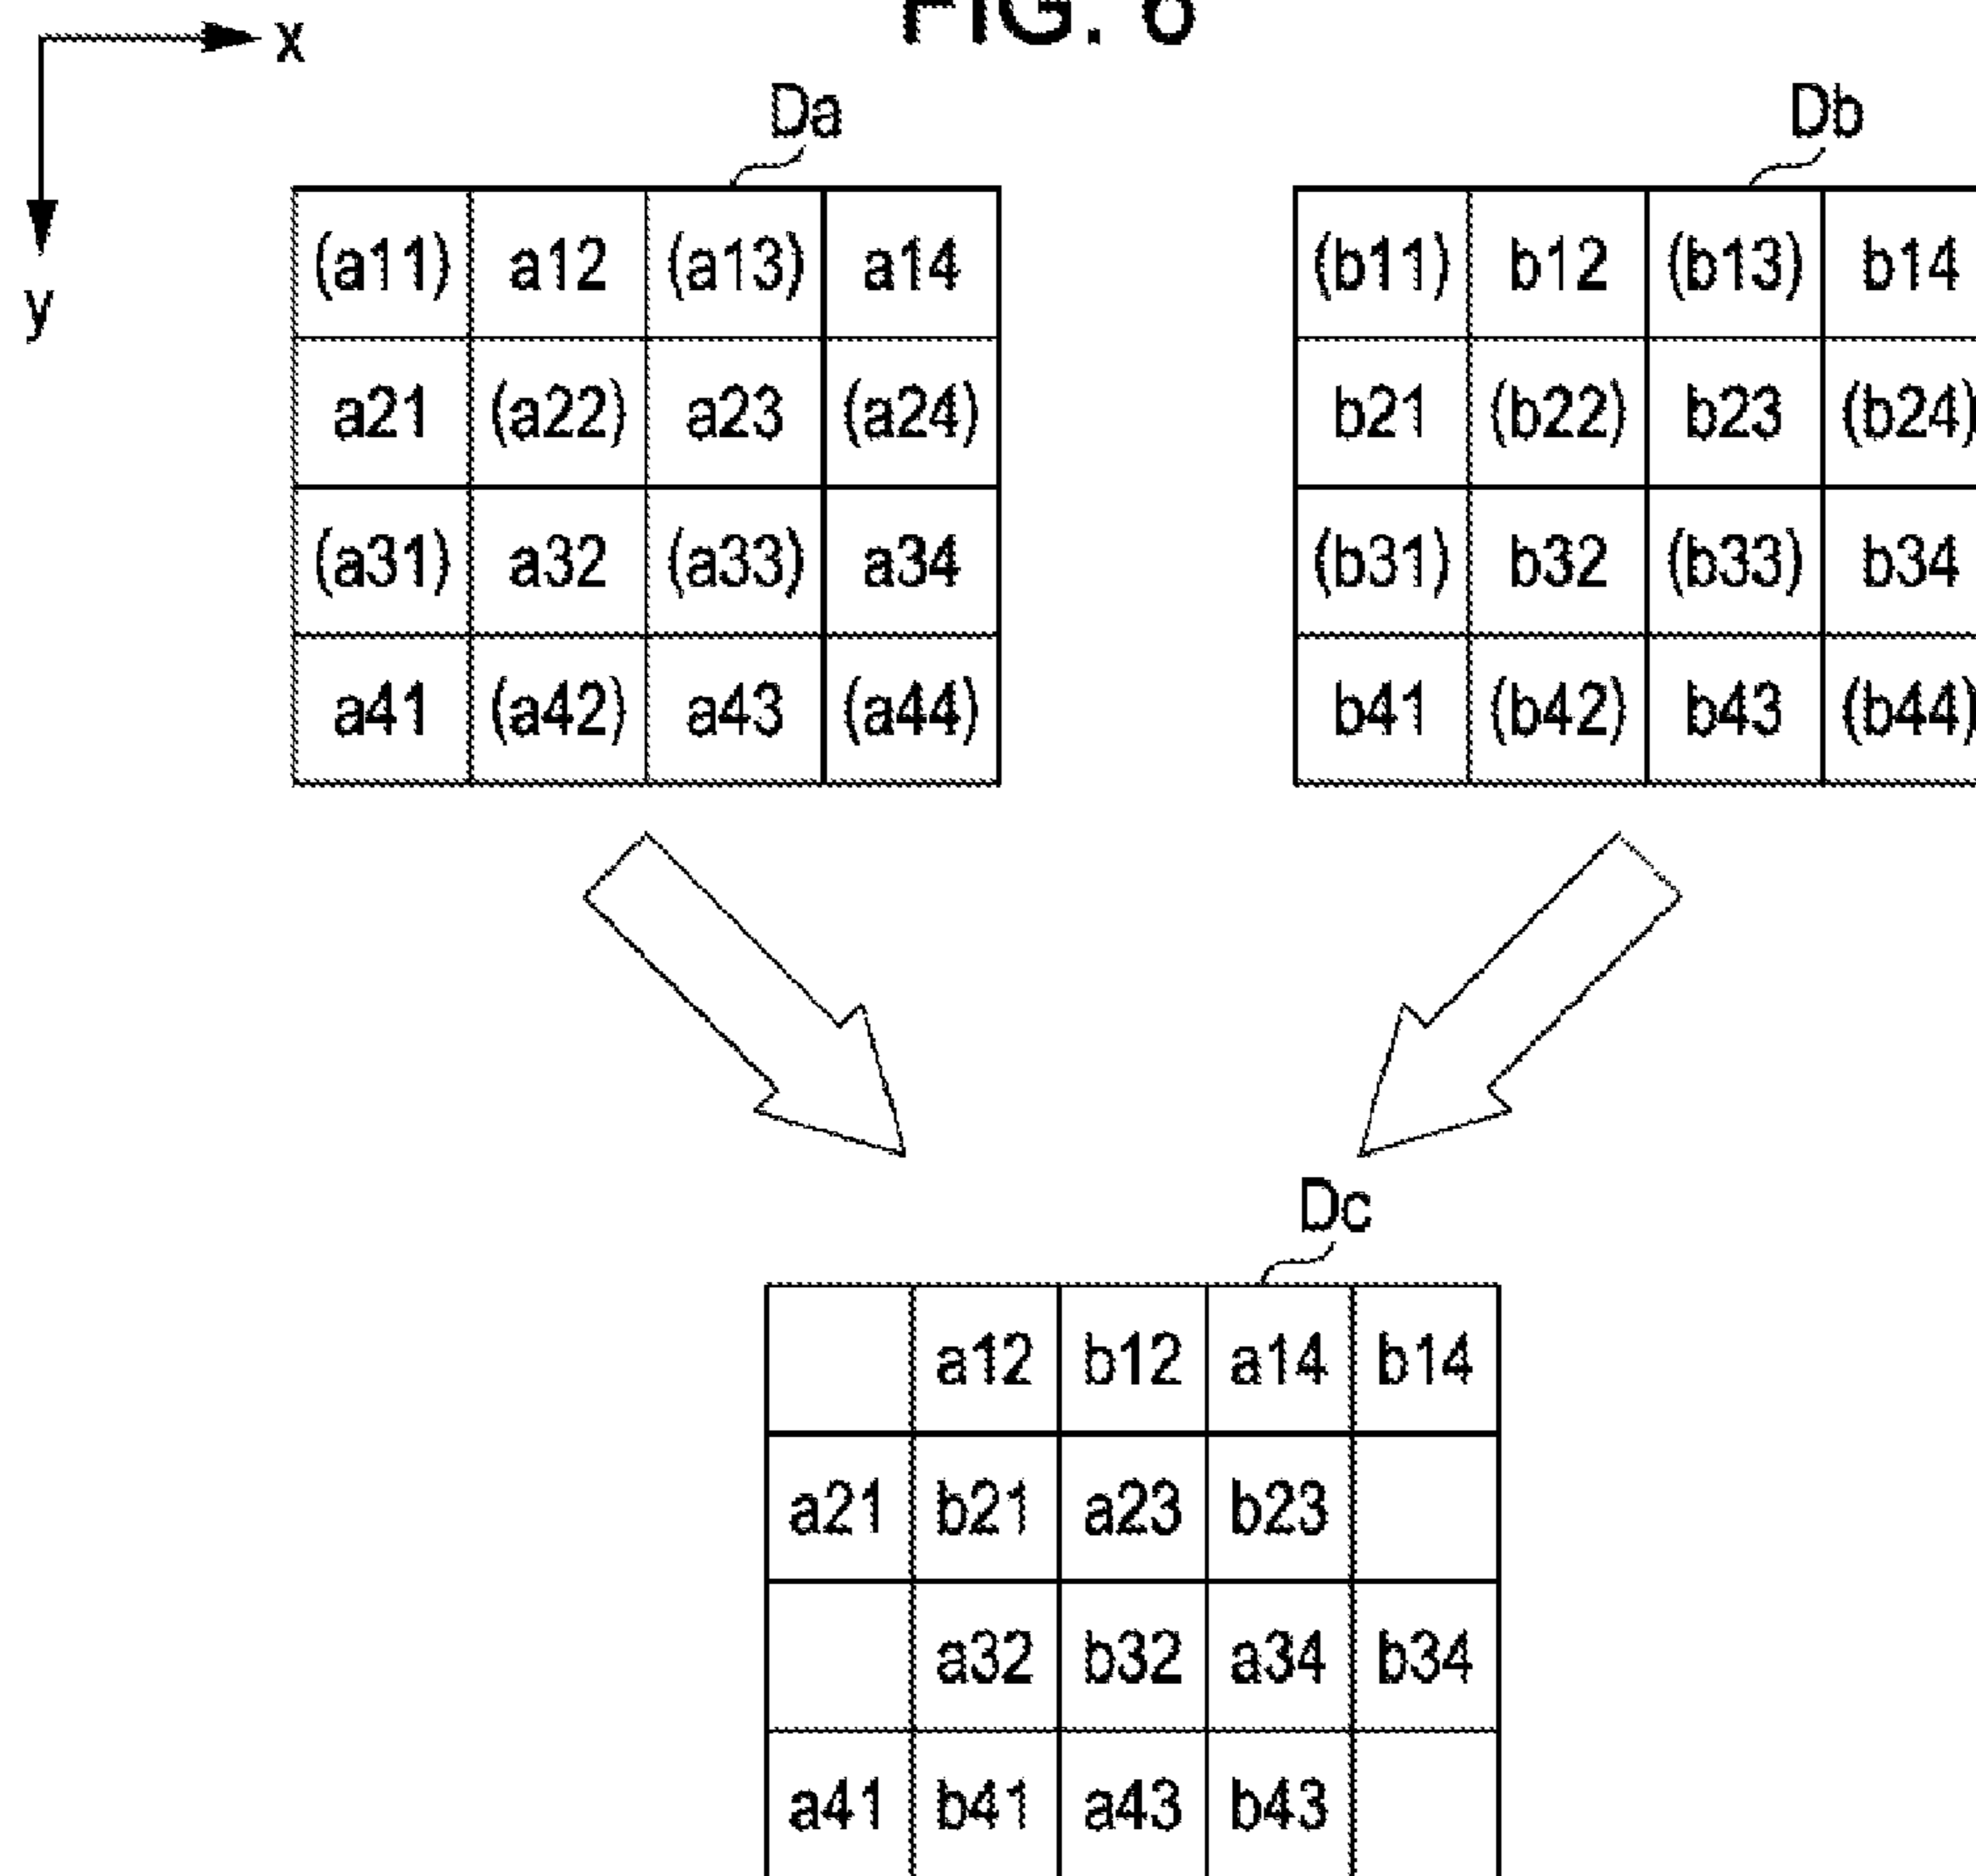 FIG. 6
x
y
Da
(a11) a12 (a13) a14
a21 (a22) a23 (a24)
(a31) a32 (a33) a34
a41 (a42) a43 (a44)
Db
(b11) b12 (b13) b14
b21 (b22) b23 (b24)
(b31) b32 (b33) b34
b41 (b42) b43 (b44)
Dc
a12 b12 a14 b14
a21 b21 a23 b23
a32 b32 a34 b34
a41 b41 a43 b43